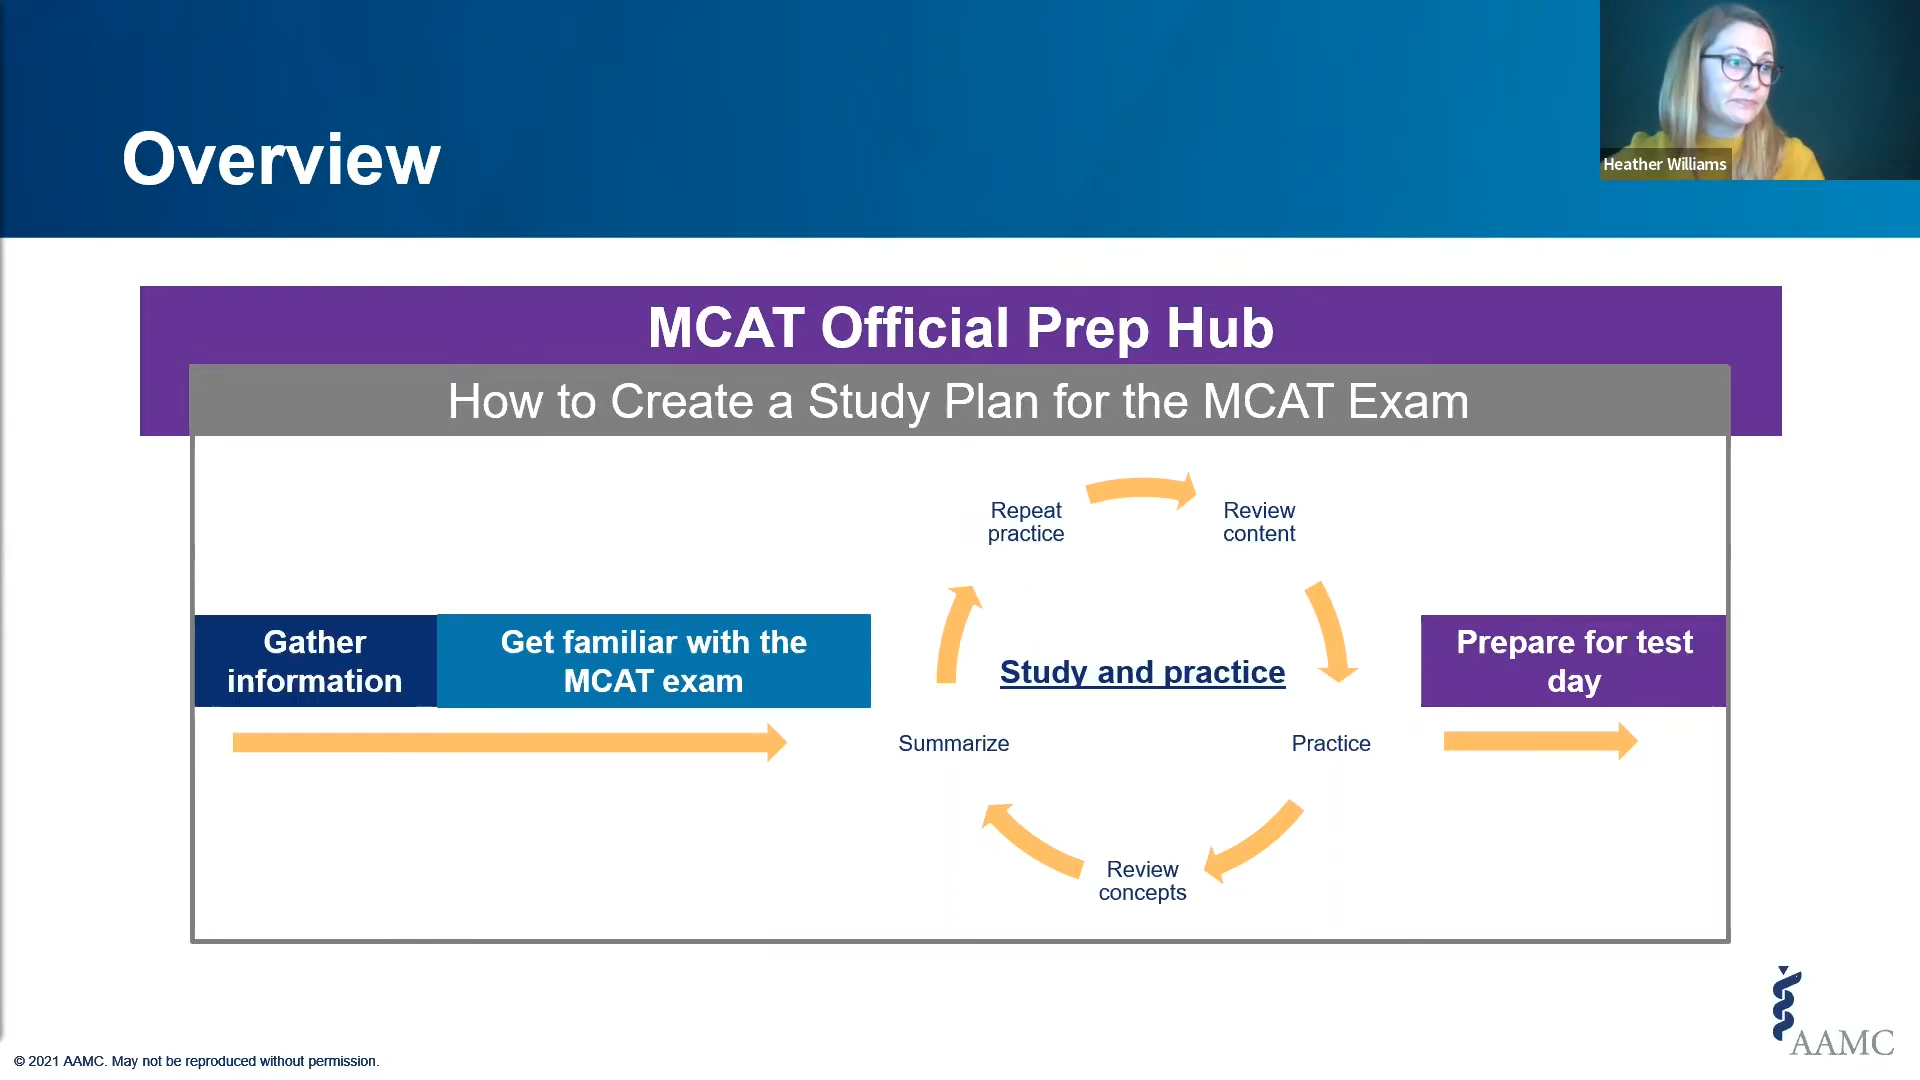 Overview
Heather Williams
MCAT Official Prep Hub
How to Create a Study Plan for the MCAT Exam
Gather
information
Get familiar with the
MCAT exam
Repeat
practice
Review
content
Study and practice
Summarize
Practice
Review
concepts
Prepare for test
day
© 2021 AAMC. May not be reproduced without permission.
AAMC